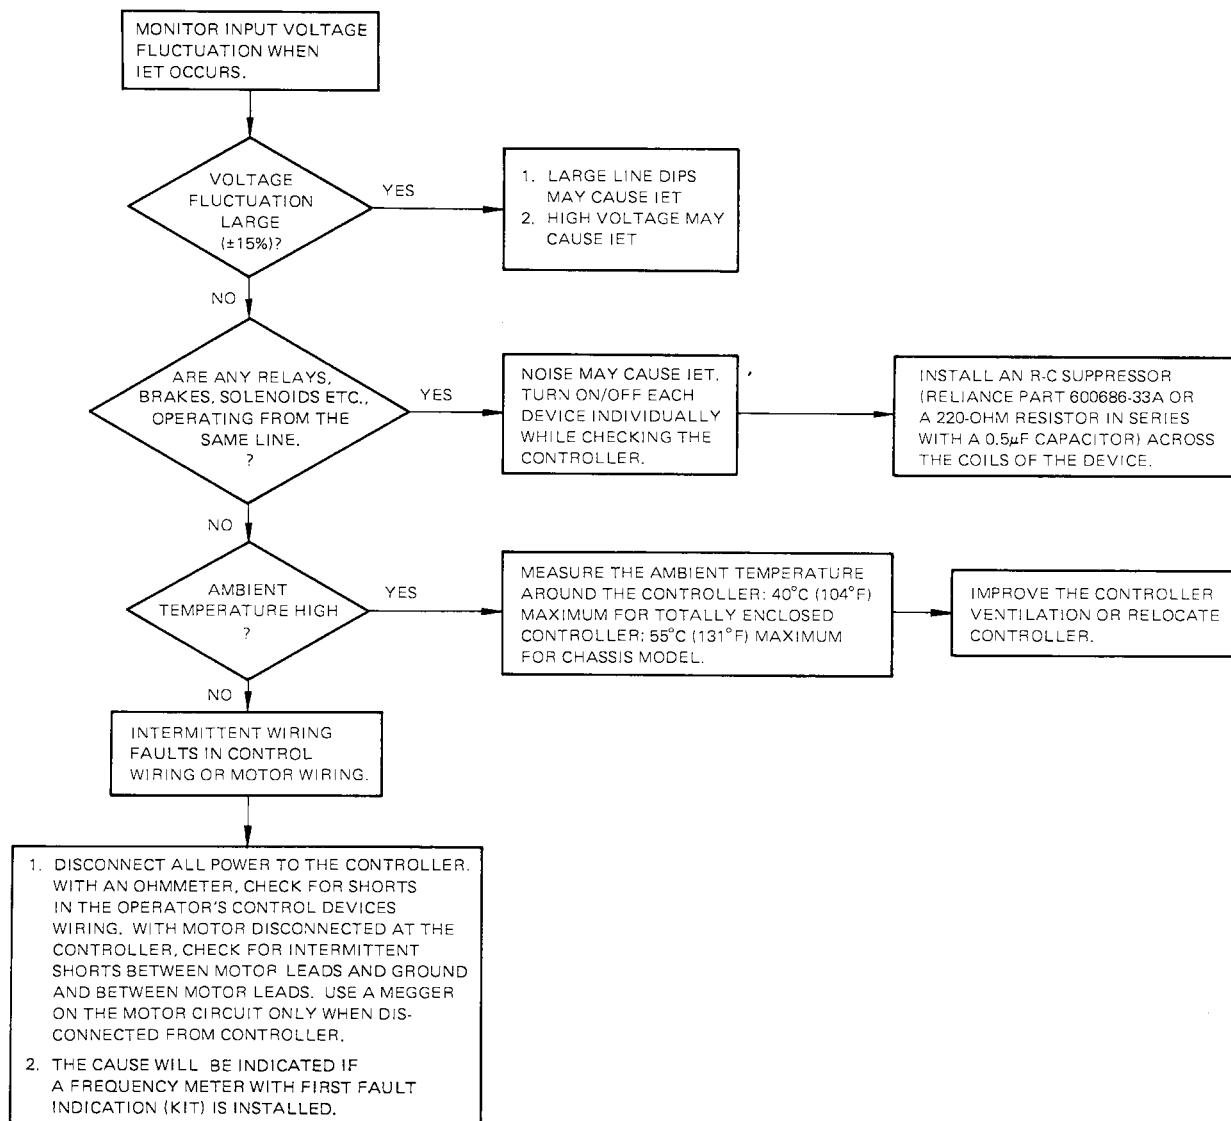 MONITOR INPUT VOLTAGE
FLUCTUATION WHEN
IET OCCURS.
VOLTAGE
FLUCTUATION
LARGE
(±15%)?
YES
1. LARGE LINE DIPS
MAY CAUSE IET
2. HIGH VOLTAGE MAY
CAUSE IET
NO
ARE ANY RELAYS,
BRAKES, SOLENOIDS ETC.,
OPERATING FROM THE
SAME LINE.
?
YES
NOISE MAY CAUSE IET,
TURN ON/OFF EACH
DEVICE INDIVIDUALLY
WHILE CHECKING THE
CONTROLLER.
INSTALL AN R-C SUPPRESSOR
(RELIANCE PART 600686-33A OR
A 220-OHM RESISTOR IN SERIES
WITH A 0.5µF CAPACITOR) ACROSS
THE COILS OF THE DEVICE.
NO
AMBIENT
TEMPERATURE HIGH
?
YES
MEASURE THE AMBIENT TEMPERATURE
AROUND THE CONTROLLER: 40°C (104°F)
MAXIMUM FOR TOTALLY ENCLOSED
CONTROLLER: 55°C (131°F) MAXIMUM
FOR CHASSIS MODEL.
IMPROVE THE CONTROLLER
VENTILATION OR RELOCATE
CONTROLLER.
NO
INTERMITTENT WIRING
FAULTS IN CONTROL
WIRING OR MOTOR WIRING.
1. DISCONNECT ALL POWER TO THE CONTROLLER.
WITH AN OHMMETER, CHECK FOR SHORTS
IN THE OPERATOR'S CONTROL DEVICES
WIRING. WITH MOTOR DISCONNECTED AT THE
CONTROLLER, CHECK FOR INTERMITTENT
SHORTS BETWEEN MOTOR LEADS AND GROUND
AND BETWEEN MOTOR LEADS. USE A MEGGER
ON THE MOTOR CIRCUIT ONLY WHEN DIS-
CONNECTED FROM CONTROLLER.
2. THE CAUSE WILL BE INDICATED IF
A FREQUENCY METER WITH FIRST FAULT
INDICATION (KIT) IS INSTALLED.